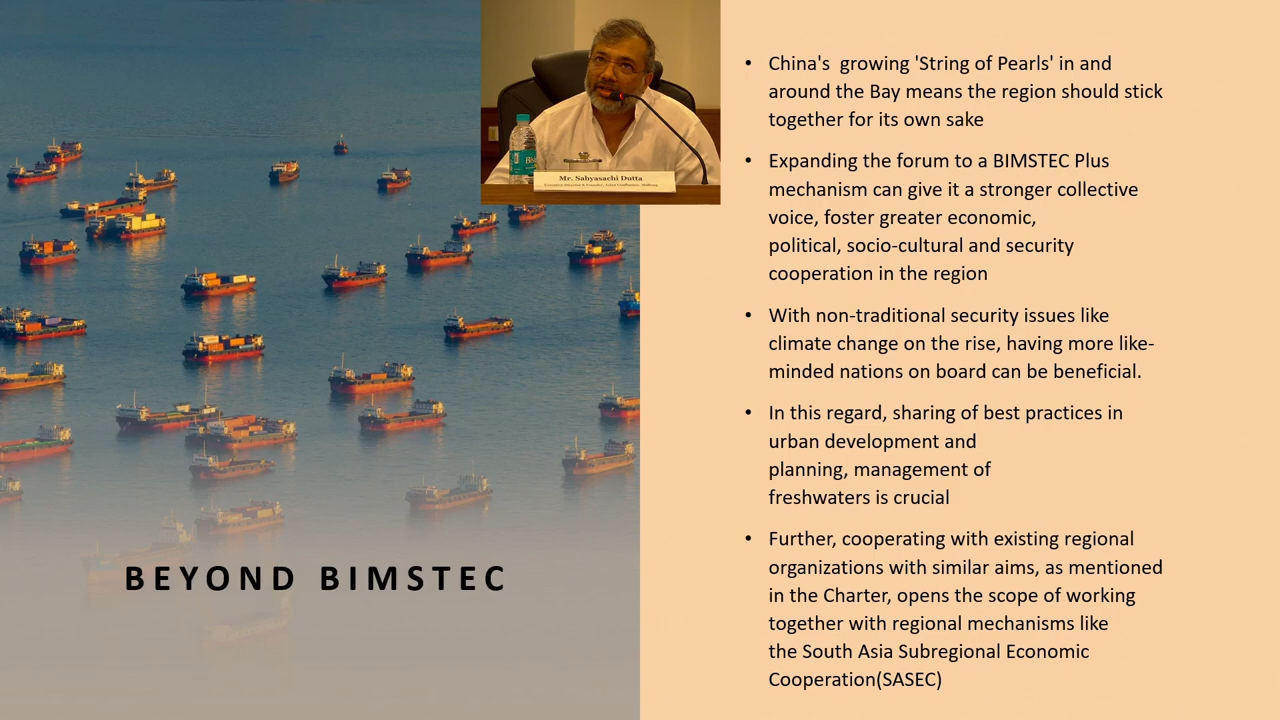 Mr. Sabyasachi Dutta
BEYOND BIMSTEC
• China's  growing 'String of Pearls' in and
around the Bay means the region should stick
together for its own sake
• Expanding the forum to a BIMSTEC Plus
mechanism can give it a stronger collective
voice, foster greater economic,
political, socio-cultural and security
cooperation in the region
• With non-traditional security issues like
climate change on the rise, having more like-
minded nations on board can be beneficial.
• In this regard, sharing of best practices in
urban development and
planning, management of
freshwaters is crucial
• Further, cooperating with existing regional
organizations with similar aims, as mentioned
in the Charter, opens the scope of working
together with regional mechanisms like
the South Asia Subregional Economic
Cooperation(SASEC)